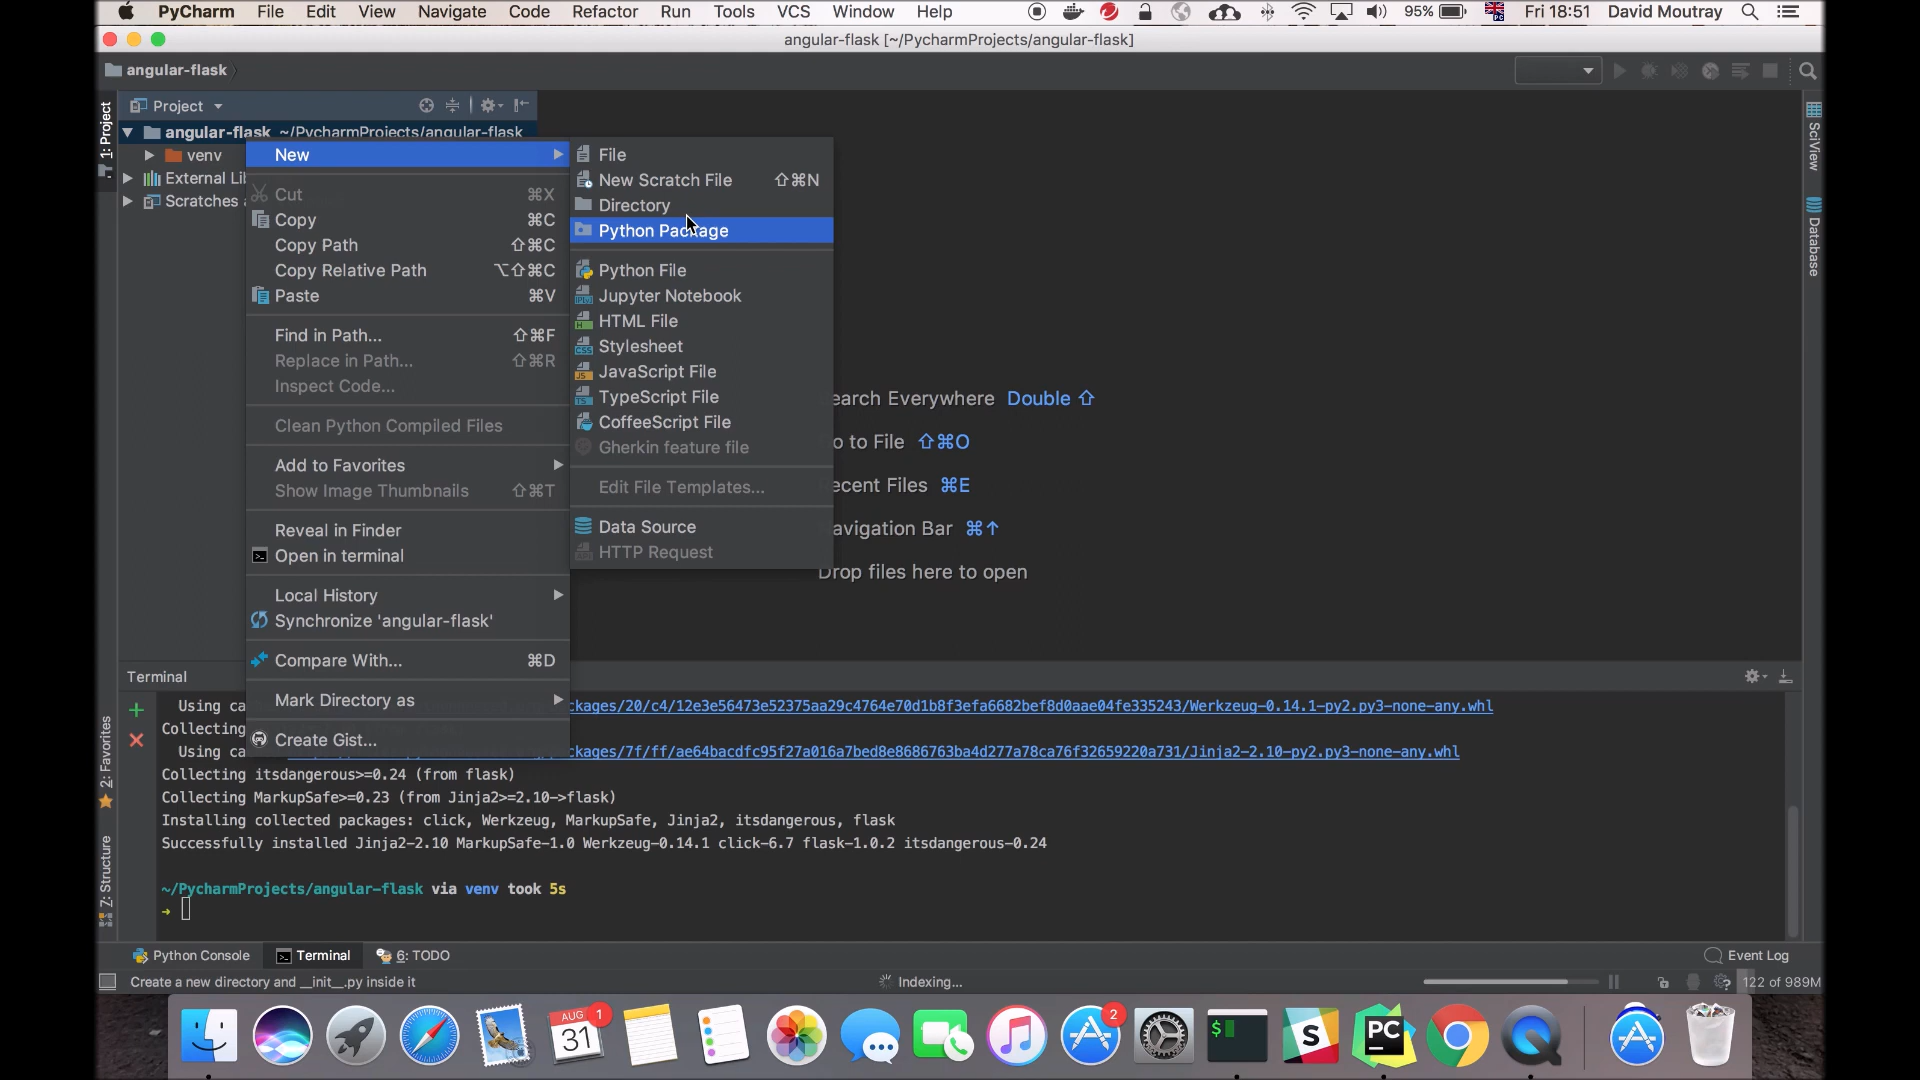 PyCharm File Edit View Navigate Code Refactor Run Tools VCS Window Help 95% Fri 18:51 David Moutray
angular-flask [~/PycharmProjects/angular-flask]
angular-flask
1: Project
Project
angular-flask ~/PycharmProjects/angular-flask
venv
External Lib
Scratches a
New
Cut ⌘X
Copy ⌘C
Copy Path ⇧⌘C
Copy Relative Path ⌥⇧⌘C
Paste ⌘V
Find in Path... ⇧⌘F
Replace in Path... ⇧⌘R
Inspect Code...
Clean Python Compiled Files
Add to Favorites
Show Image Thumbnails ⇧⌘T
Reveal in Finder
Open in terminal
Local History
Synchronize 'angular-flask'
Compare With... ⌘D
Mark Directory as
Create Gist...
File
New Scratch File ⇧⌘N
Directory
Python Package
Python File
Jupyter Notebook
HTML File
Stylesheet
JavaScript File
TypeScript File
CoffeeScript File
Gherkin feature file
Edit File Templates...
Data Source
HTTP Request
earch Everywhere Double ⇧
o to File ⇧⌘O
ecent Files ⌘E
avigation Bar ⌘↑
Drop files here to open
SciView
Database
2: Favorites
7: Structure
Terminal
Using ca ckages/20/c4/12e3e56473e52375aa29c4764e70d1b8f3efa6682bef8d0aae04fe335243/Werkzeug-0.14.1-py2.py3-none-any.whl
Collecting
Using ca ckages/7f/ff/ae64bacdfc95f27a016a7bed8e8686763ba4d277a78ca76f32659220a731/Jinja2-2.10-py2.py3-none-any.whl
Collecting itsdangerous>=0.24 (from flask)
Collecting MarkupSafe>=0.23 (from Jinja2>=2.10->flask)
Installing collected packages: click, Werkzeug, MarkupSafe, Jinja2, itsdangerous, flask
Successfully installed Jinja2-2.10 MarkupSafe-1.0 Werkzeug-0.14.1 click-6.7 flask-1.0.2 itsdangerous-0.24
~/PycharmProjects/angular-flask via venv took 5s
➜
Python Console Terminal 6: TODO Event Log
Create a new directory and __init__.py inside it Indexing... 122 of 989M
AUG 31 1
2
$
S
PC